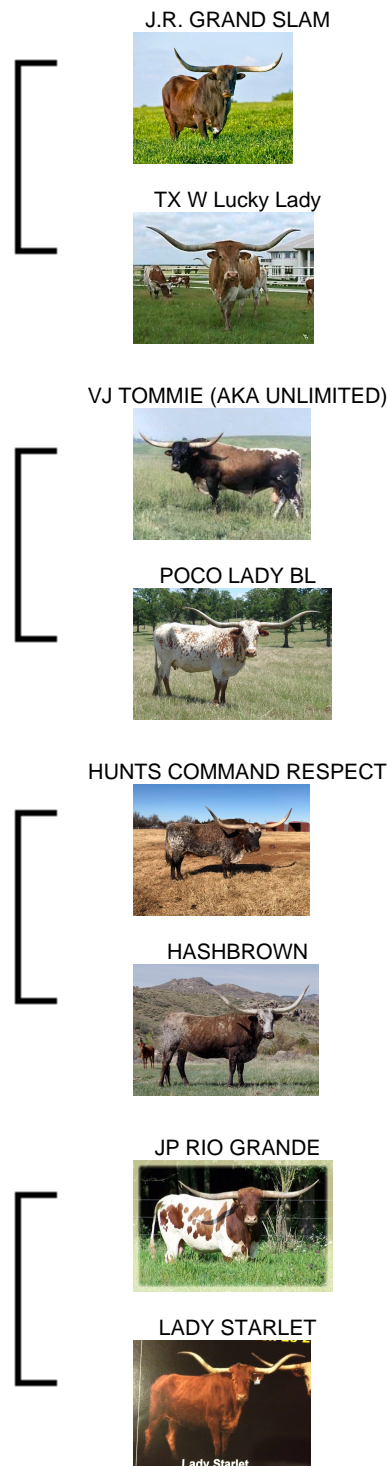 J.R. GRAND SLAM
TX W Lucky Lady
VJ TOMMIE (AKA UNLIMITED)
POCO LADY BL
HUNTS COMMAND RESPECT
HASHBROWN
JP RIO GRANDE
LADY STARLET
Lady Starlet